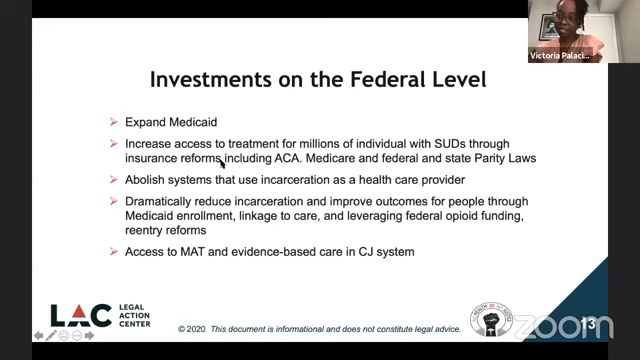 Victoria Palaci...
Investments on the Federal Level
Expand Medicaid
Increase access to treatment for millions of individual with SUDs through
insurance reforms including ACA. Medicare and federal and state Parity Laws
Abolish systems that use incarceration as a health care provider
Dramatically reduce incarceration and improve outcomes for people through
Medicaid enrollment, linkage to care, and leveraging federal opioid funding,
reentry reforms
Access to MAT and evidence-based care in CJ system
LAC LEGAL
ACTION
CENTER
© 2020 This document is informational and does not constitute legal advice.
zoom
13